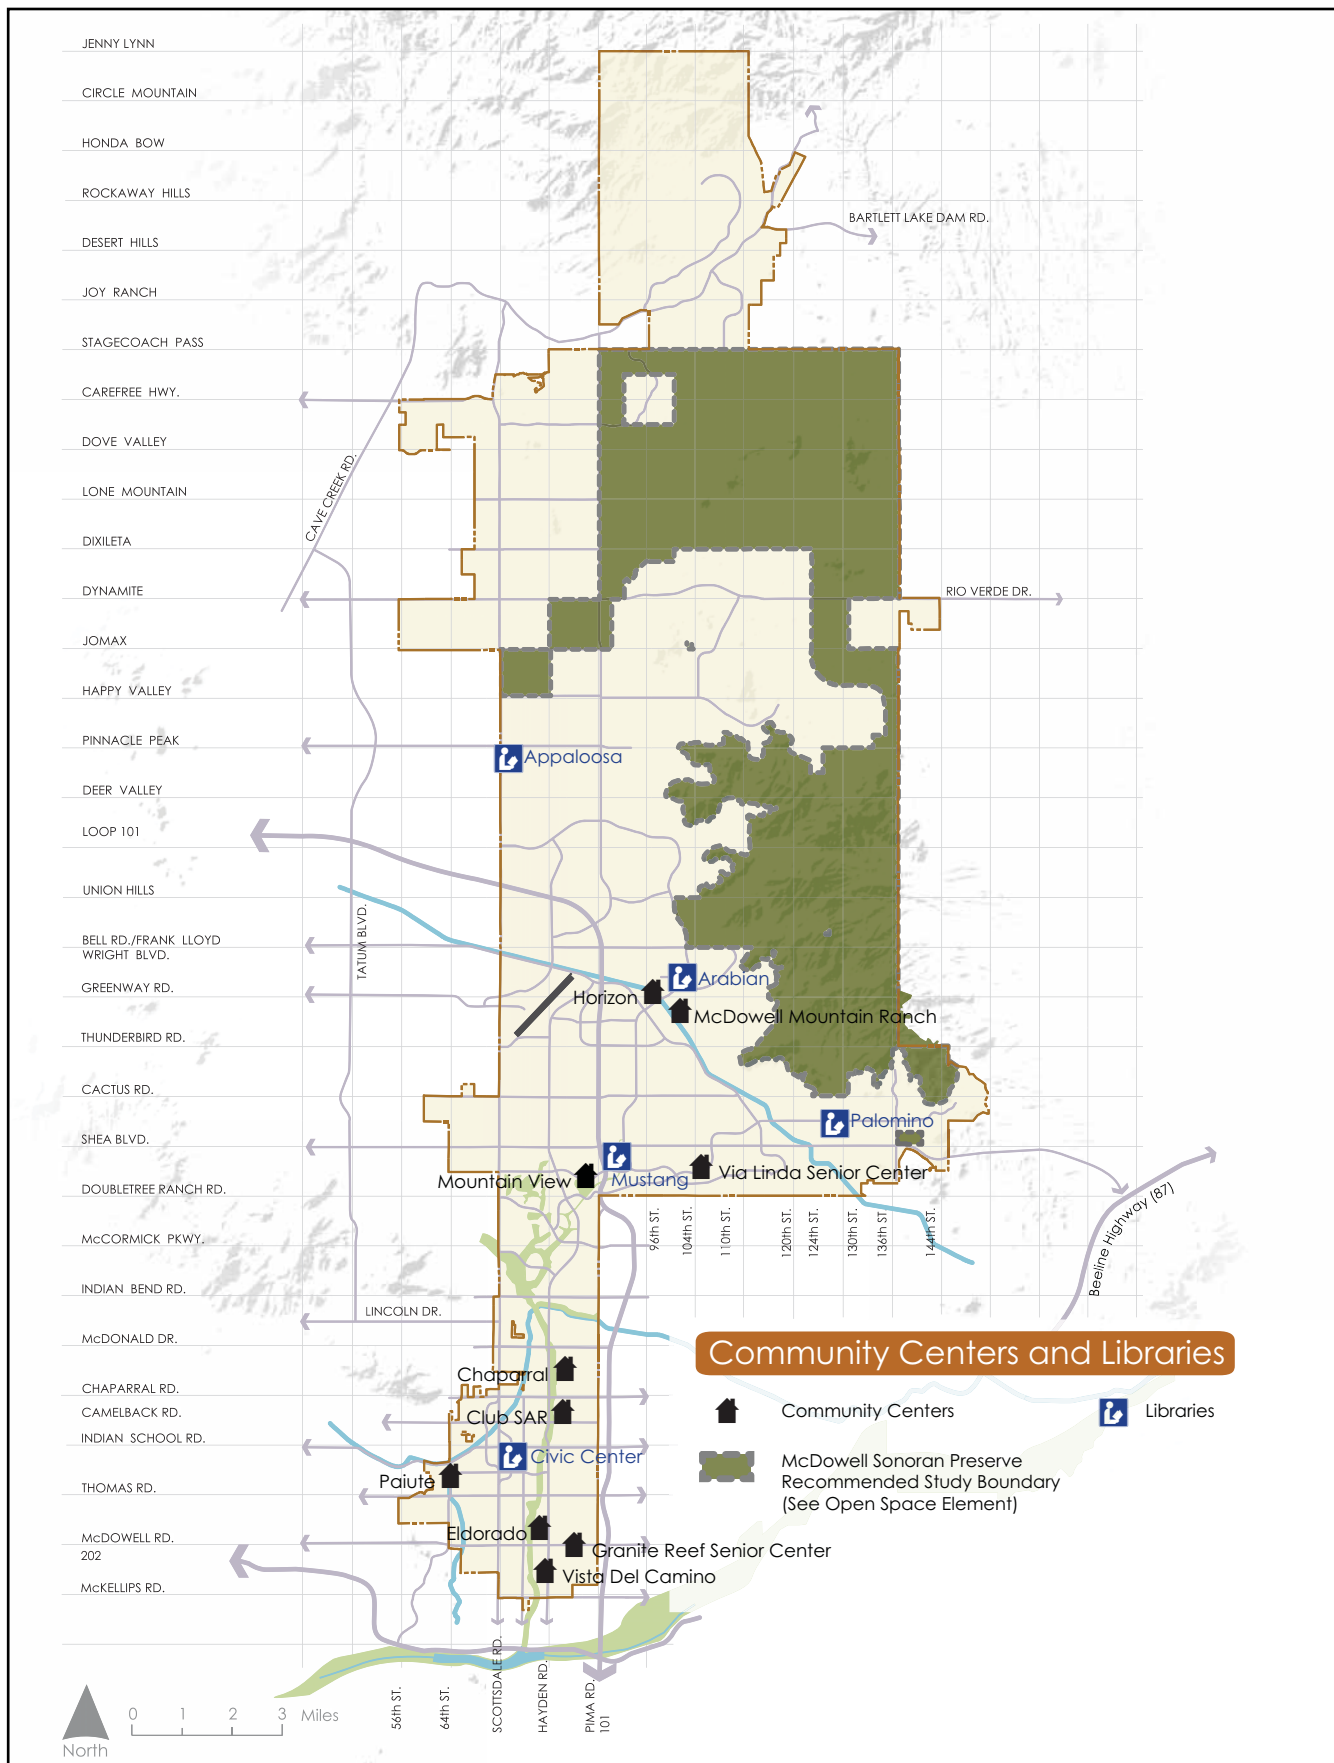 JENNY LYNN
CIRCLE MOUNTAIN
HONDA BOW
ROCKAWAY HILLS
BARTLETT LAKE DAM RD.
DESERT HILLS
JOY RANCH
STAGECOACH PASS
CAREFREE HWY.
DOVE VALLEY
CAVE CREEK RD.
LONE MOUNTAIN
DIXILETA
DYNAMITE
RIO VERDE DR.
JOMAX
HAPPY VALLEY
PINNACLE PEAK
Appaloosa
DEER VALLEY
LOOP 101
UNION HILLS
TATUM BLVD.
BELL RD./FRANK LLOYD
WRIGHT BLVD.
Arabian
GREENWAY RD.
Horizon
McDowell Mountain Ranch
THUNDERBIRD RD.
CACTUS RD.
Palomino
SHEA BLVD.
Mountain View
Mustang
Via Linda Senior Center
DOUBLETREE RANCH RD.
96th ST.
104th ST.
110th ST.
120th ST.
124th ST.
130th ST.
136th ST.
144th ST.
Beeline Highway (87)
McCORMICK PKWY.
INDIAN BEND RD.
LINCOLN DR.
McDONALD DR.
Community Centers and Libraries
Chaparral
CHAPARRAL RD.
CAMELBACK RD.
Club SAR
Community Centers
Libraries
INDIAN SCHOOL RD.
Civic Center
McDowell Sonoran Preserve
Recommended Study Boundary
(See Open Space Element)
Paiute
THOMAS RD.
McDOWELL RD.
Eldorado
Granite Reef Senior Center
202
Vista Del Camino
McKELLIPS RD.
56th ST.
64th ST.
SCOTTSDALE RD.
HAYDEN RD.
PIMA RD.
101
0 1 2 3 Miles
North